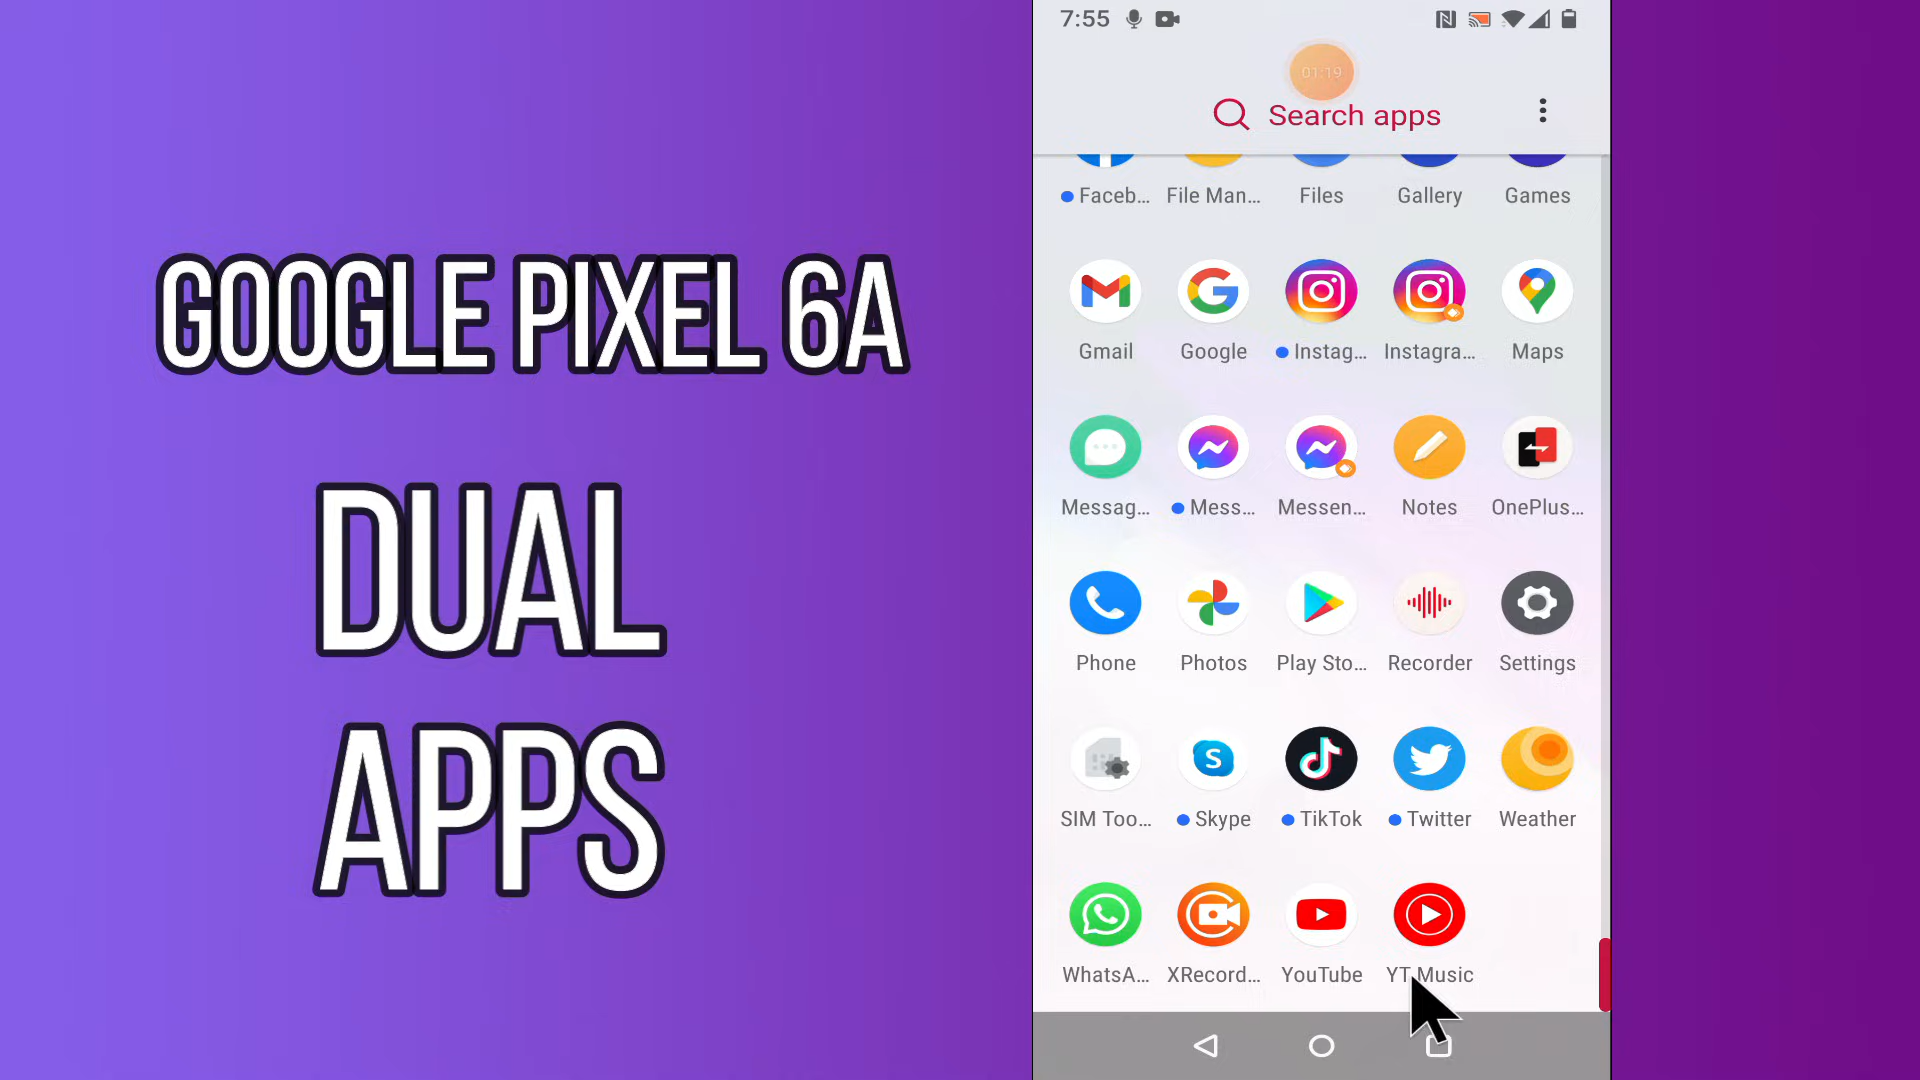 7:55
01:19
Search apps
Faceb... File Man... Files Gallery Games
Gmail Google Instag... Instagra... Maps
Messag... Mess... Messen... Notes OnePlus...
Phone Photos Play Sto... Recorder Settings
SIM Too... Skype TikTok Twitter Weather
WhatsA... XRecord... YouTube YT Music
GOOGLE PIXEL 6A
DUAL
APPS